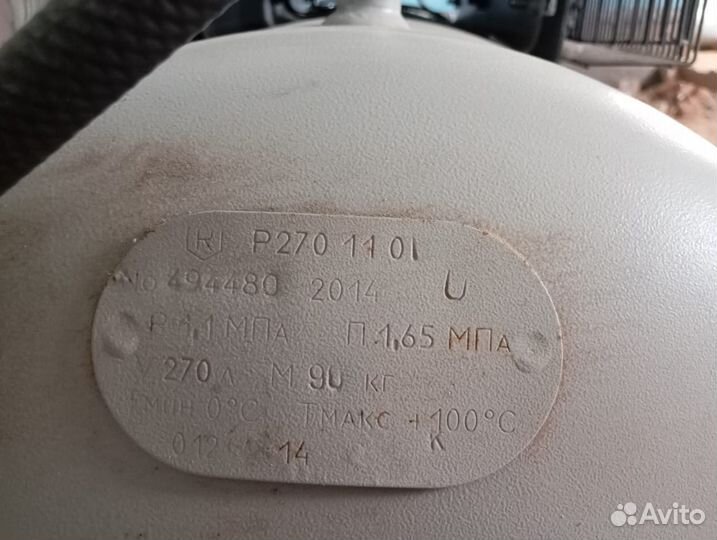 Р270 11 01
No 494480 2014 U
Р 1,1 МПА П 1,65 МПА
V 270 Л М 90 КГ
Тмин 0°С Тмакс +100°С
14 К
Avito